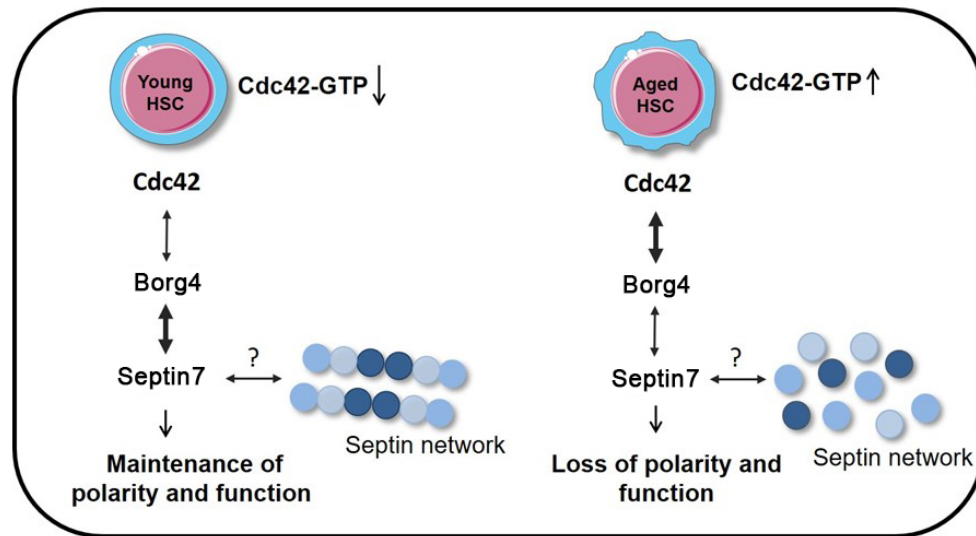 Young
HSC
Cdc42-GTP↓
Cdc42
Borg4
Septin7
?
Septin network
Maintenance of
polarity and function
Aged
HSC
Cdc42-GTP↑
Cdc42
Borg4
Septin7
?
Septin network
Loss of polarity and
function